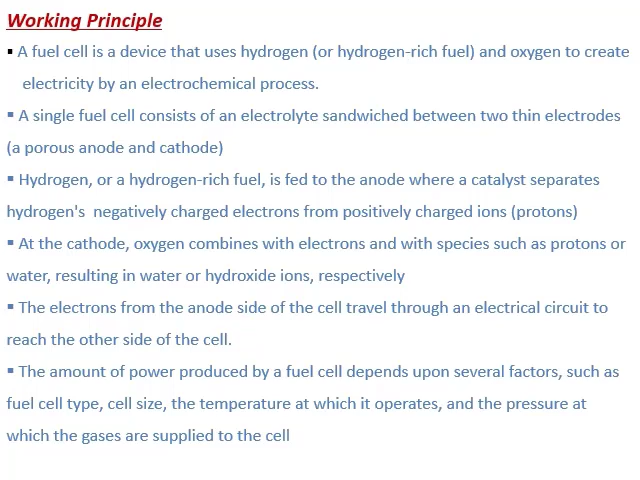 Working Principle
▪ A fuel cell is a device that uses hydrogen (or hydrogen-rich fuel) and oxygen to create
electricity by an electrochemical process.
▪ A single fuel cell consists of an electrolyte sandwiched between two thin electrodes
(a porous anode and cathode)
▪ Hydrogen, or a hydrogen-rich fuel, is fed to the anode where a catalyst separates
hydrogen's  negatively charged electrons from positively charged ions (protons)
▪ At the cathode, oxygen combines with electrons and with species such as protons or
water, resulting in water or hydroxide ions, respectively
▪ The electrons from the anode side of the cell travel through an electrical circuit to
reach the other side of the cell.
▪ The amount of power produced by a fuel cell depends upon several factors, such as
fuel cell type, cell size, the temperature at which it operates, and the pressure at
which the gases are supplied to the cell